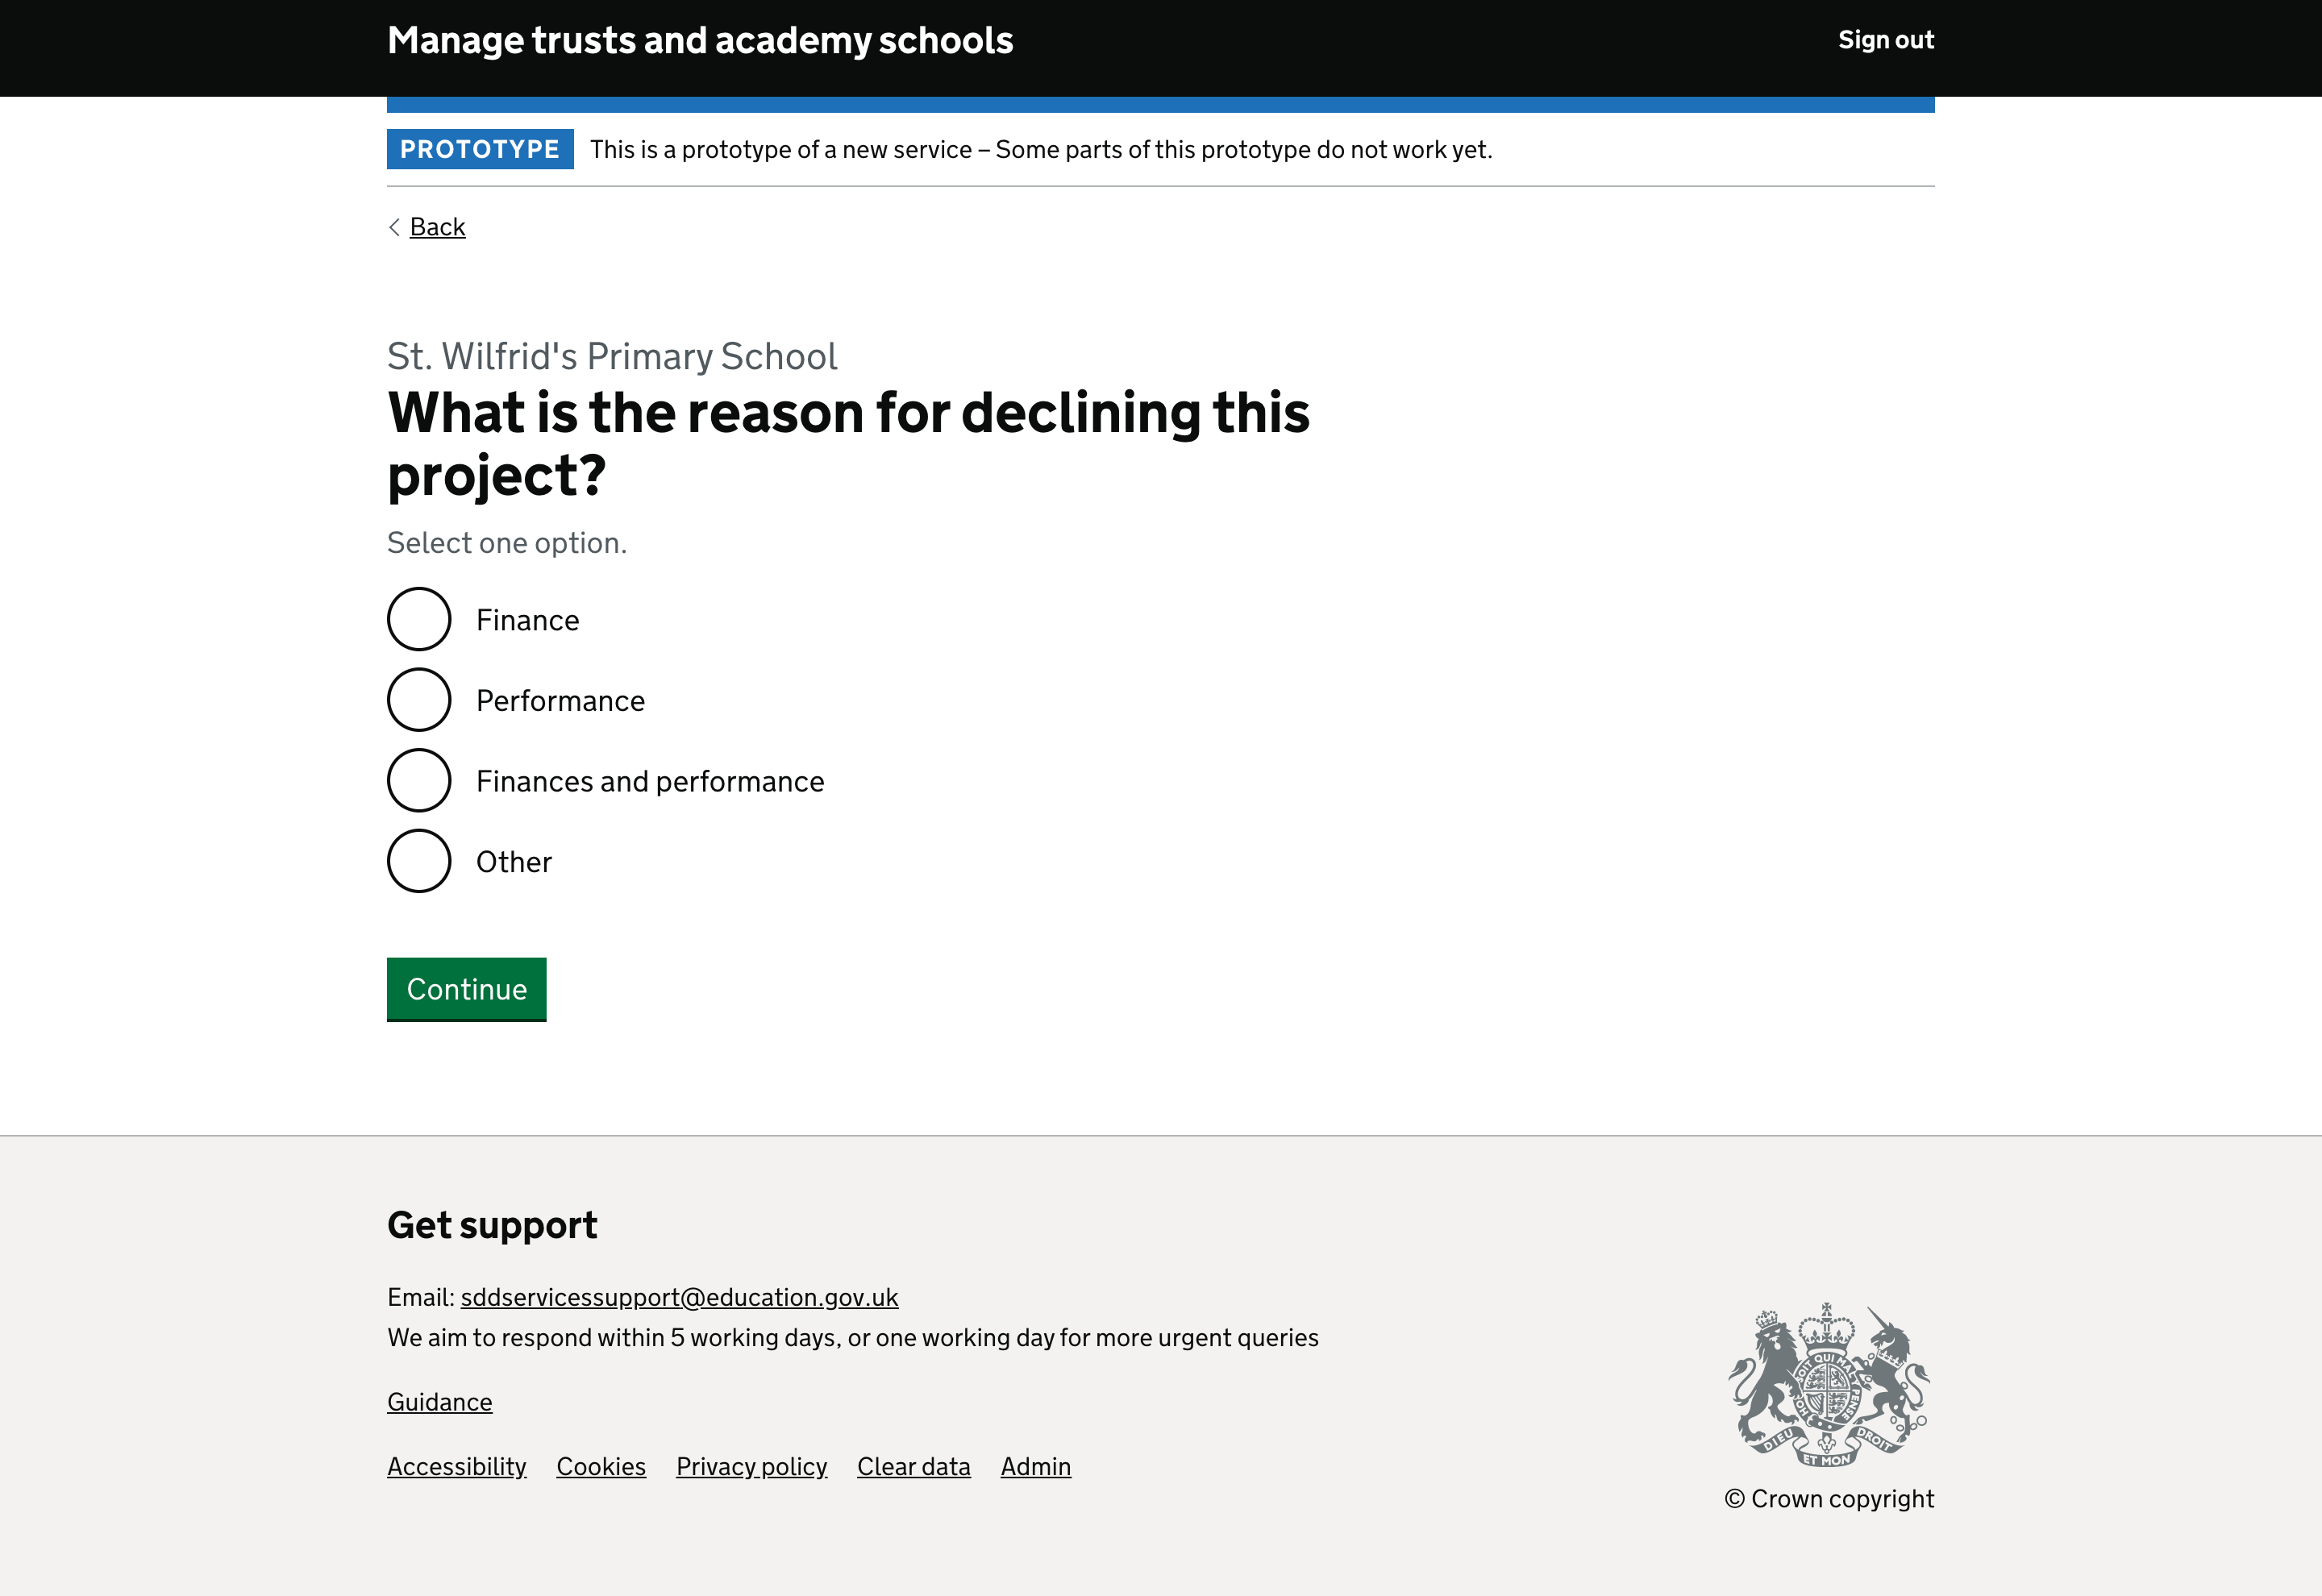 Manage trusts and academy schools
Sign out
PROTOTYPE This is a prototype of a new service – Some parts of this prototype do not work yet.
Back
St. Wilfrid's Primary School
What is the reason for declining this
project?
Select one option.
Finance
Performance
Finances and performance
Other
Continue
Get support
Email: sddservicessupport@education.gov.uk
We aim to respond within 5 working days, or one working day for more urgent queries
Guidance
Accessibility Cookies Privacy policy Clear data Admin
QUI MAL
PENSE
DIEU ET MON DROIT
© Crown copyright